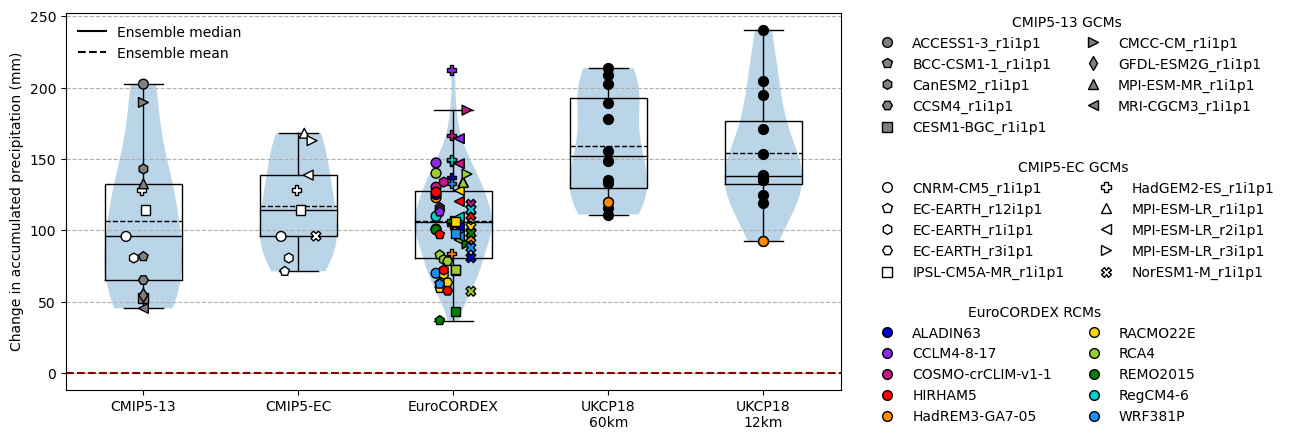 Change in accumulated precipitation (mm)
250
200
150
100
50
0
Ensemble median
Ensemble mean
CMIP5-13
CMIP5-EC
EuroCORDEX
UKCP18
60km
UKCP18
12km
CMIP5-13 GCMs
ACCESS1-3_r1i1p1
BCC-CSM1-1_r1i1p1
CanESM2_r1i1p1
CCSM4_r1i1p1
CESM1-BGC_r1i1p1
CMCC-CM_r1i1p1
GFDL-ESM2G_r1i1p1
MPI-ESM-MR_r1i1p1
MRI-CGCM3_r1i1p1
CMIP5-EC GCMs
CNRM-CM5_r1i1p1
EC-EARTH_r12i1p1
EC-EARTH_r1i1p1
EC-EARTH_r3i1p1
IPSL-CM5A-MR_r1i1p1
HadGEM2-ES_r1i1p1
MPI-ESM-LR_r1i1p1
MPI-ESM-LR_r2i1p1
MPI-ESM-LR_r3i1p1
NorESM1-M_r1i1p1
EuroCORDEX RCMs
ALADIN63
CCLM4-8-17
COSMO-crCLIM-v1-1
HIRHAM5
HadREM3-GA7-05
RACMO22E
RCA4
REMO2015
RegCM4-6
WRF381P